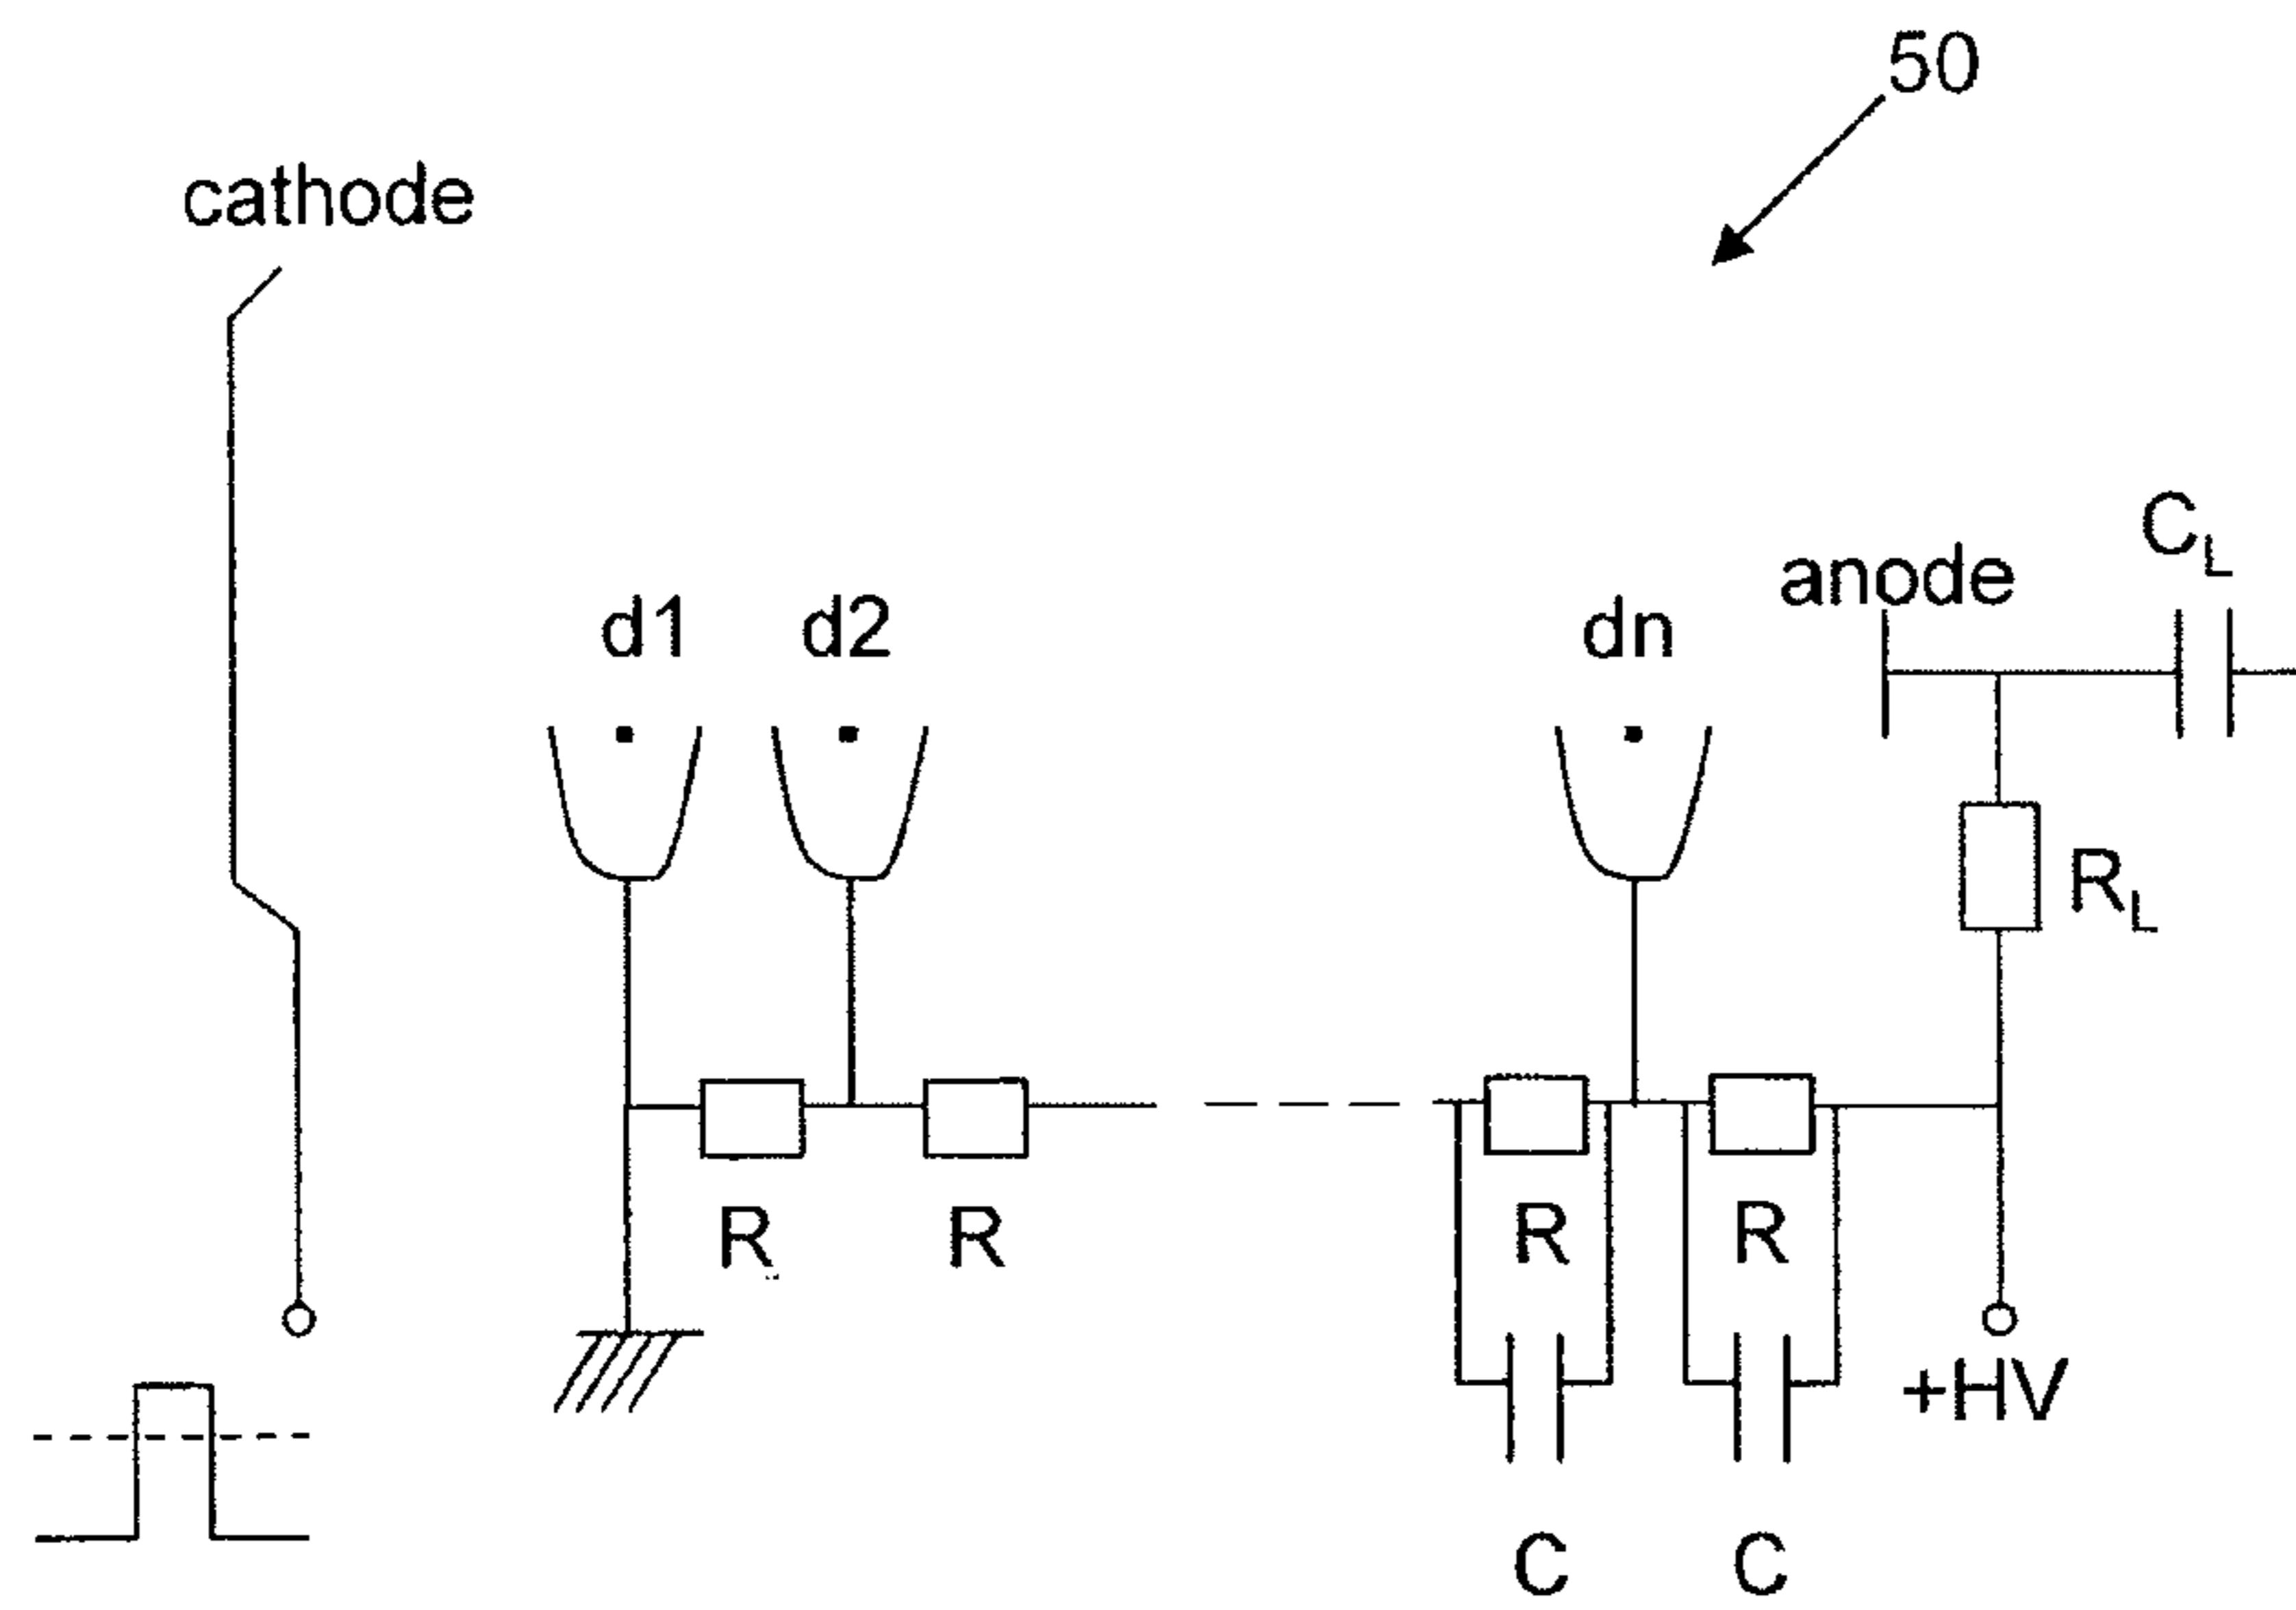 50
cathode
C_L
anode
d1 d2 dn
R_L
R R R R
+HV
C C